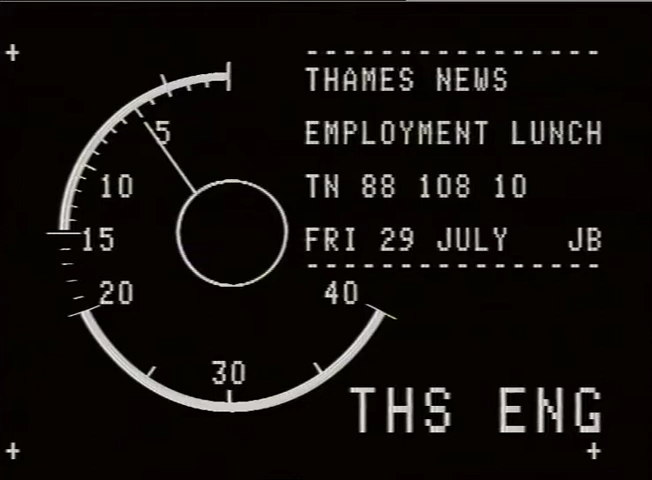 THAMES NEWS
EMPLOYMENT LUNCH
TN 88 108 10
FRI 29 JULY JB
5
10
15
20
30
40
THS ENG